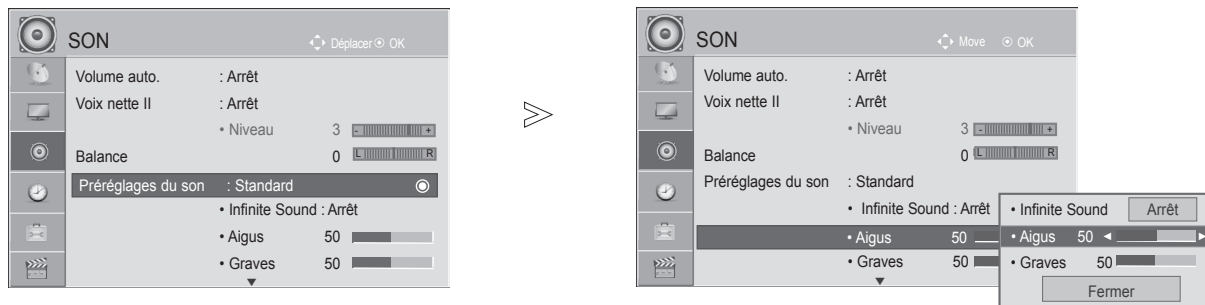 SON
Déplacer OK
Volume auto. : Arrêt
Voix nette II : Arrêt
• Niveau 3 - +
Balance 0 L R
Préréglages du son : Standard
• Infinite Sound : Arrêt
• Aigus 50
• Graves 50
SON
Move OK
Volume auto. : Arrêt
Voix nette II : Arrêt
• Niveau 3 - +
Balance 0 L R
Préréglages du son : Standard
• Infinite Sound : Arrêt
• Aigus 50
• Graves 50
• Infinite Sound Arrêt
• Aigus 50
• Graves 50
Fermer